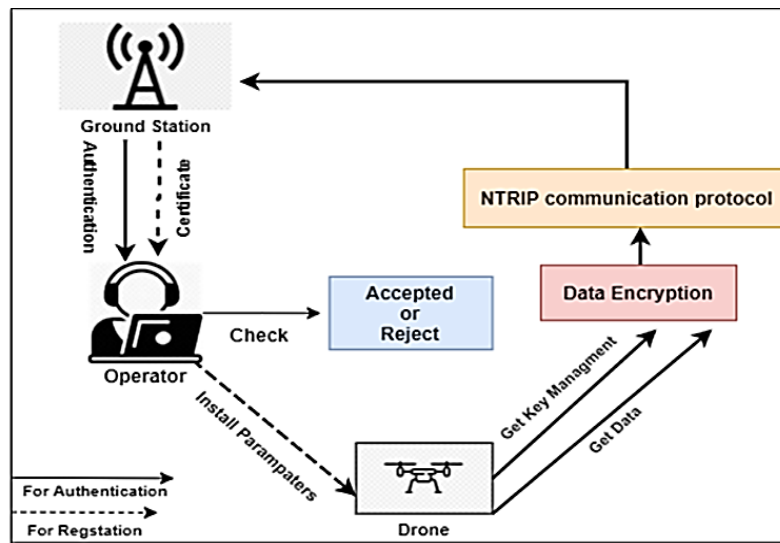 Ground Station
Authentication
Certificate
NTRIP communication protocol
Data Encryption
Accepted
or
Reject
Check
Operator
Install Parampaters
Get Key Managment
Get Data
Drone
For Authentication
For Regstation